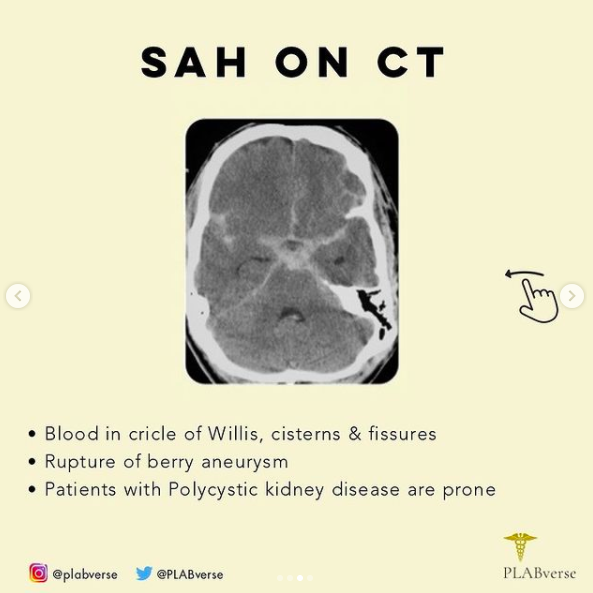 SAH ON CT
• Blood in cricle of Willis, cisterns & fissures
• Rupture of berry aneurysm
• Patients with Polycystic kidney disease are prone
@plabverse @PLABverse
PLABverse